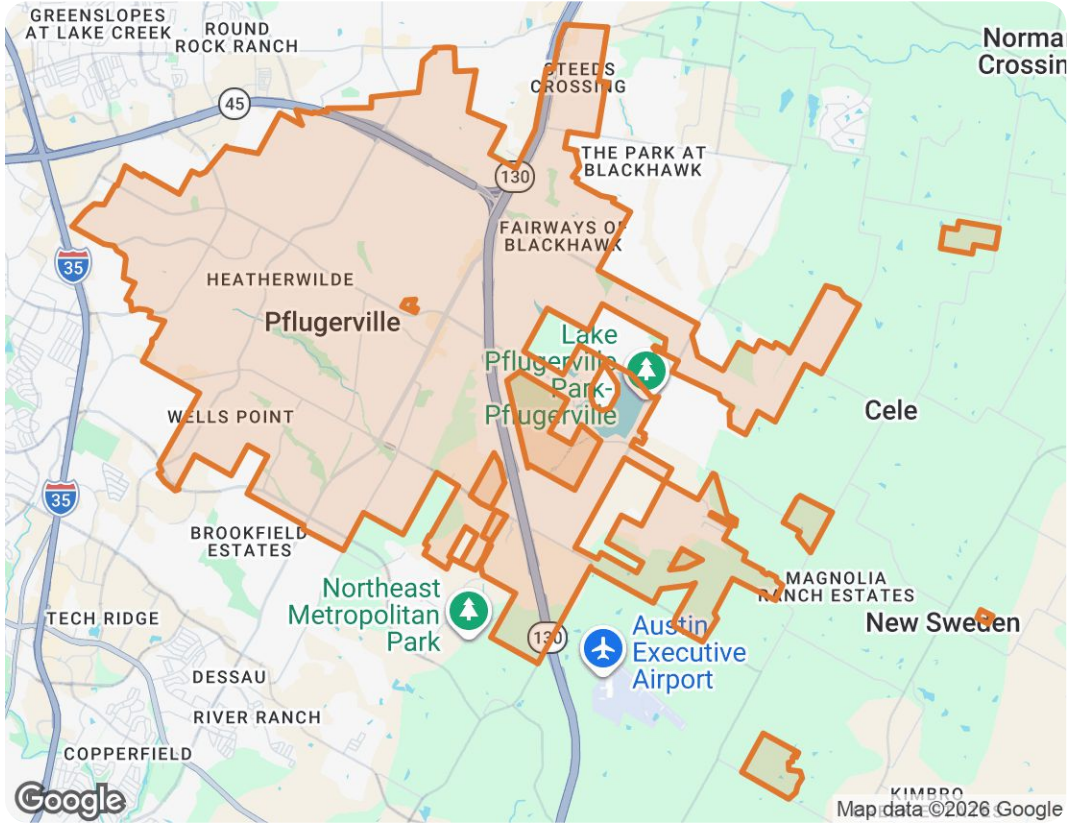 GREENSLOPES
AT LAKE CREEK
ROUND
ROCK RANCH
Norma
Crossin
STEEDS
CROSSING
45
THE PARK AT
BLACKHAWK
130
FAIRWAYS OF
BLACKHAWK
35
HEATHERWILDE
Pflugerville
Lake
Pflugerville
Park-
Pflugerville
Cele
WELLS POINT
35
BROOKFIELD
ESTATES
MAGNOLIA
RANCH ESTATES
Northeast
Metropolitan
Park
TECH RIDGE
New Sweden
130
Austin
Executive
Airport
DESSAU
RIVER RANCH
COPPERFIELD
KIMBRO
Google
Map data ©2026 Google